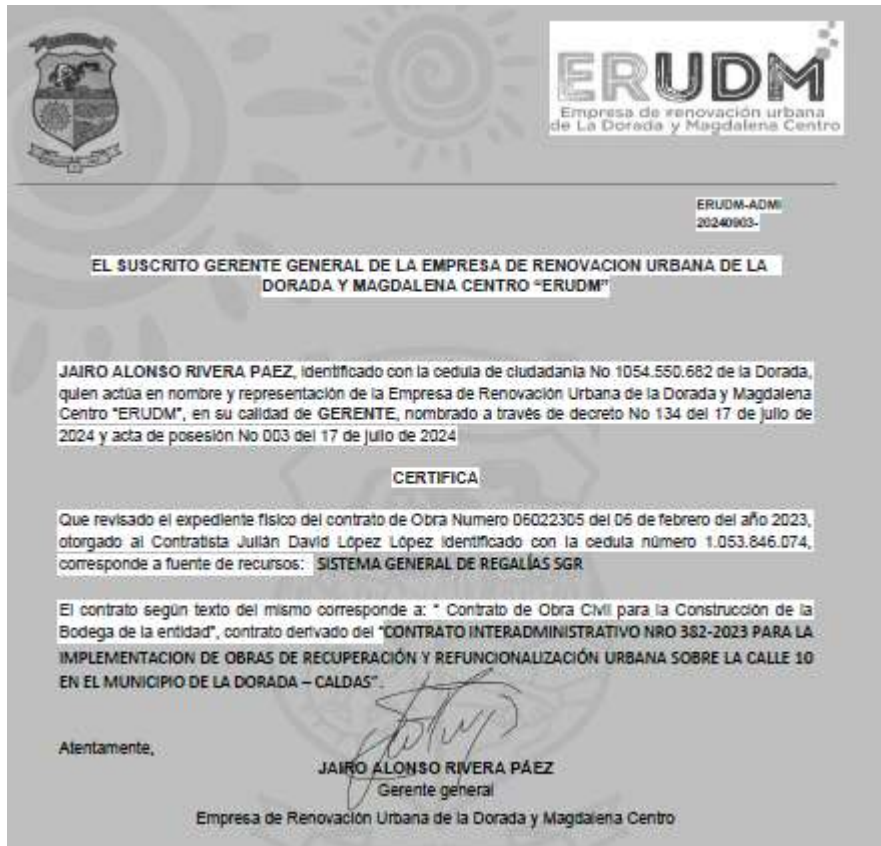 ERUDM
Empresa de renovación urbana
de La Dorada y Magdalena Centro
ERUDM-ADMI
20240903-
EL SUSCRITO GERENTE GENERAL DE LA EMPRESA DE RENOVACION URBANA DE LA
DORADA Y MAGDALENA CENTRO “ERUDM”
JAIRO ALONSO RIVERA PAEZ, identificado con la cedula de ciudadanía No 1054.550.682 de la Dorada,
quien actúa en nombre y representación de la Empresa de Renovación Urbana de la Dorada y Magdalena
Centro “ERUDM”, en su calidad de GERENTE, nombrado a través de decreto No 134 del 17 de julio de
2024 y acta de posesión No 003 del 17 de julio de 2024
CERTIFICA
Que revisado el expediente físico del contrato de Obra Numero 06022305 del 06 de febrero del año 2023,
otorgado al Contratista Julián David López López identificado con la cedula número 1.053.846.074,
corresponde a fuente de recursos: SISTEMA GENERAL DE REGALÍAS SGR
El contrato según texto del mismo corresponde a: “ Contrato de Obra Civil para la Construcción de la
Bodega de la entidad”, contrato derivado del “CONTRATO INTERADMINISTRATIVO NRO 382-2023 PARA LA
IMPLEMENTACION DE OBRAS DE RECUPERACIÓN Y REFUNCIONALIZACIÓN URBANA SOBRE LA CALLE 10
EN EL MUNICIPIO DE LA DORADA – CALDAS”.
Atentamente,
JAIRO ALONSO RIVERA PÁEZ
Gerente general
Empresa de Renovación Urbana de la Dorada y Magdalena Centro